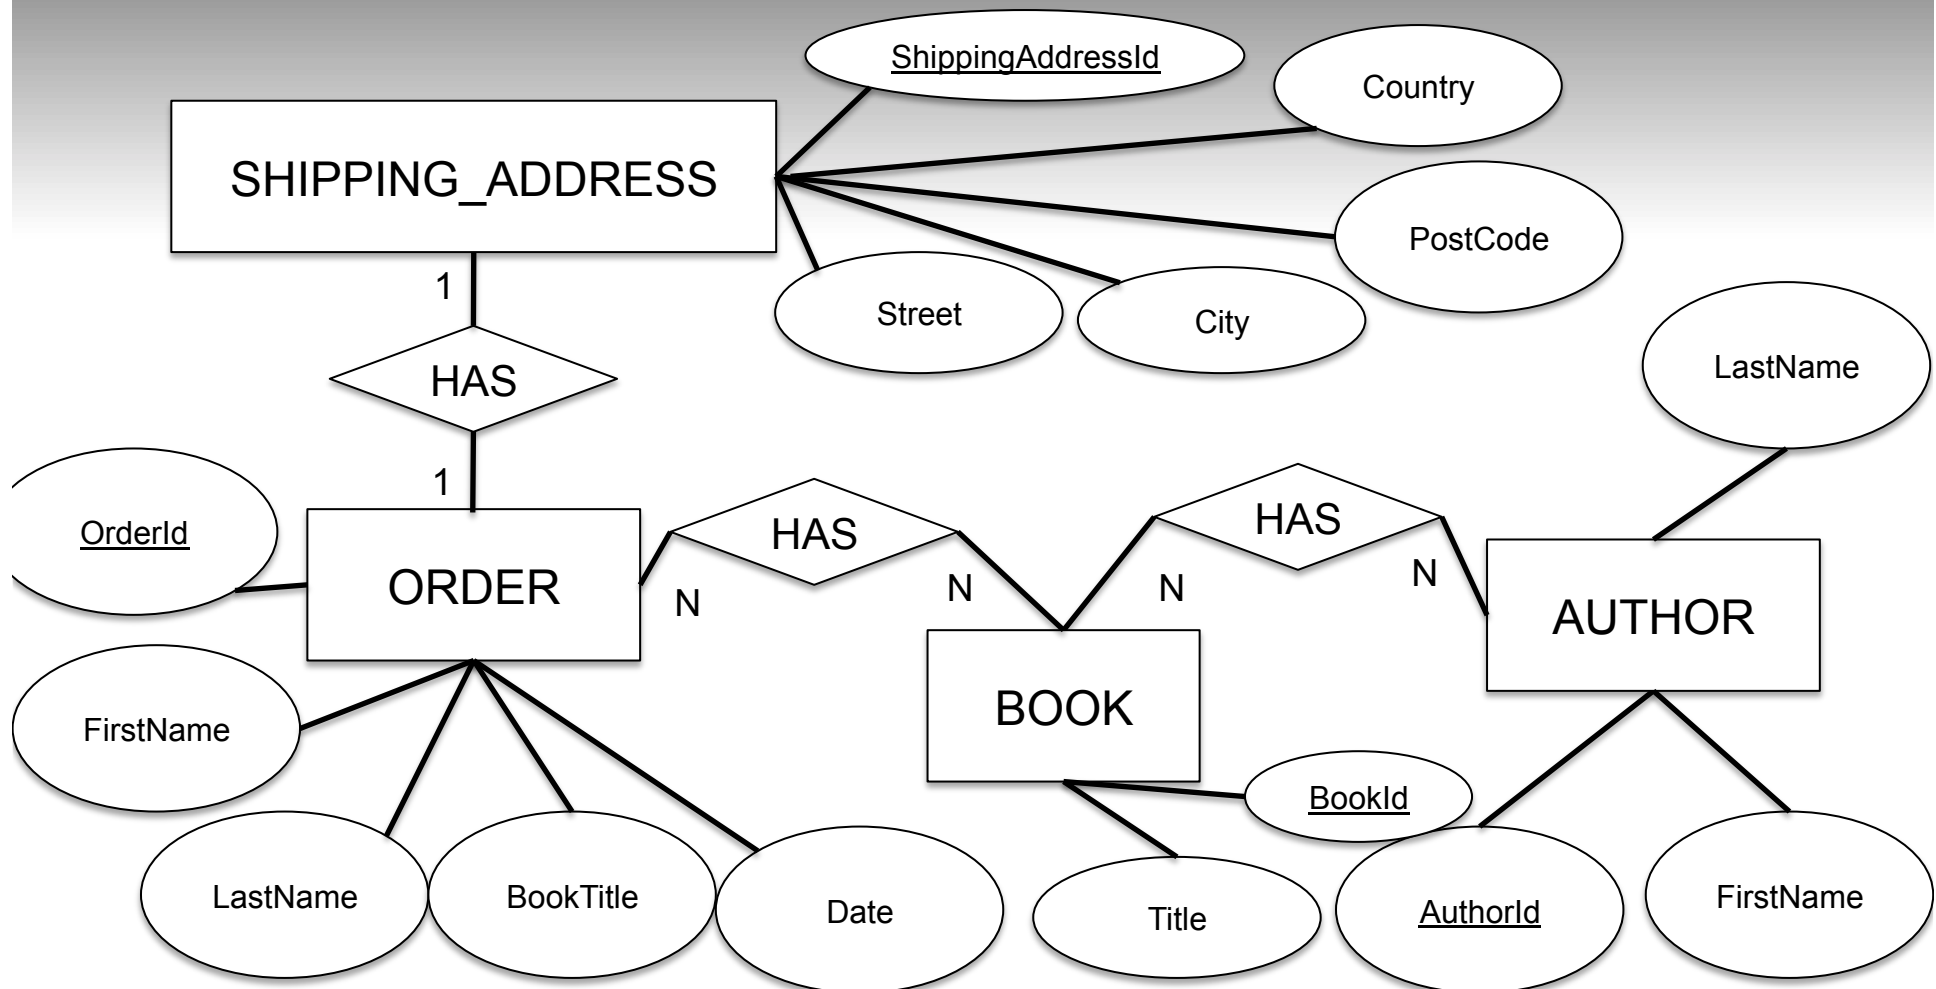 ShippingAddressId
Country
SHIPPING_ADDRESS
PostCode
1
Street
City
LastName
HAS
1
OrderId
HAS
HAS
ORDER
N
N
N
N
AUTHOR
BOOK
FirstName
BookId
LastName
BookTitle
Date
Title
AuthorId
FirstName